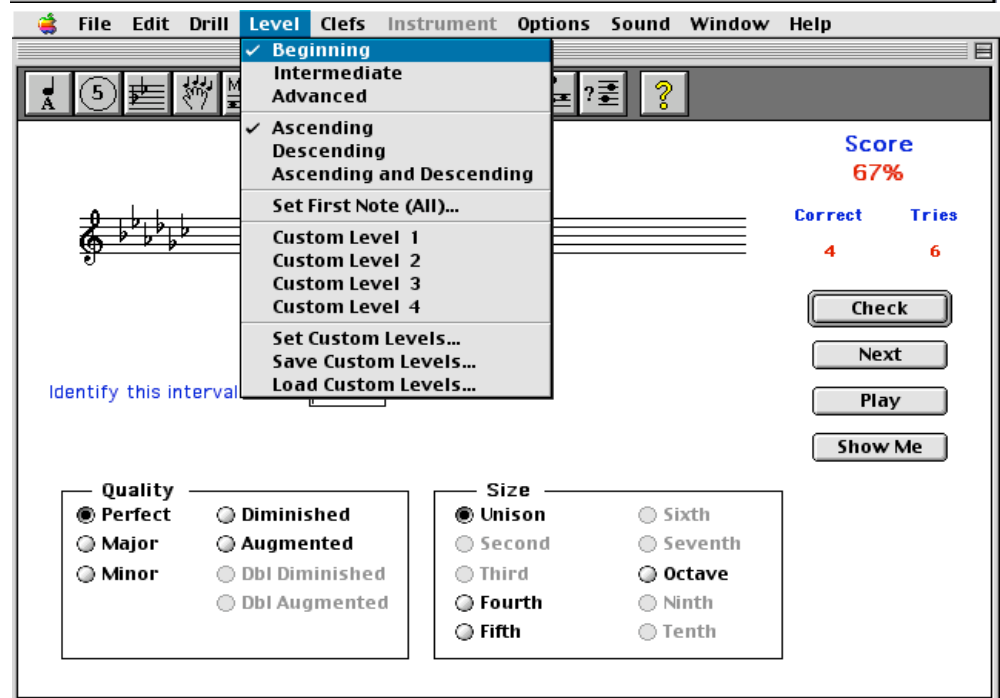 File Edit Drill Level Clefs Instrument Options Sound Window Help
✓ Beginning
Intermediate
Advanced
✓ Ascending
Descending
Ascending and Descending
Set First Note (All)...
Custom Level 1
Custom Level 2
Custom Level 3
Custom Level 4
Set Custom Levels...
Save Custom Levels...
Load Custom Levels...
A 5 M ? ?
Score
67%
Correct Tries
4 6
Check
Next
Play
Show Me
Identify this interval
Quality
Perfect Diminished
Major Augmented
Minor Dbl Diminished
Dbl Augmented
Size
Unison Sixth
Second Seventh
Third Octave
Fourth Ninth
Fifth Tenth